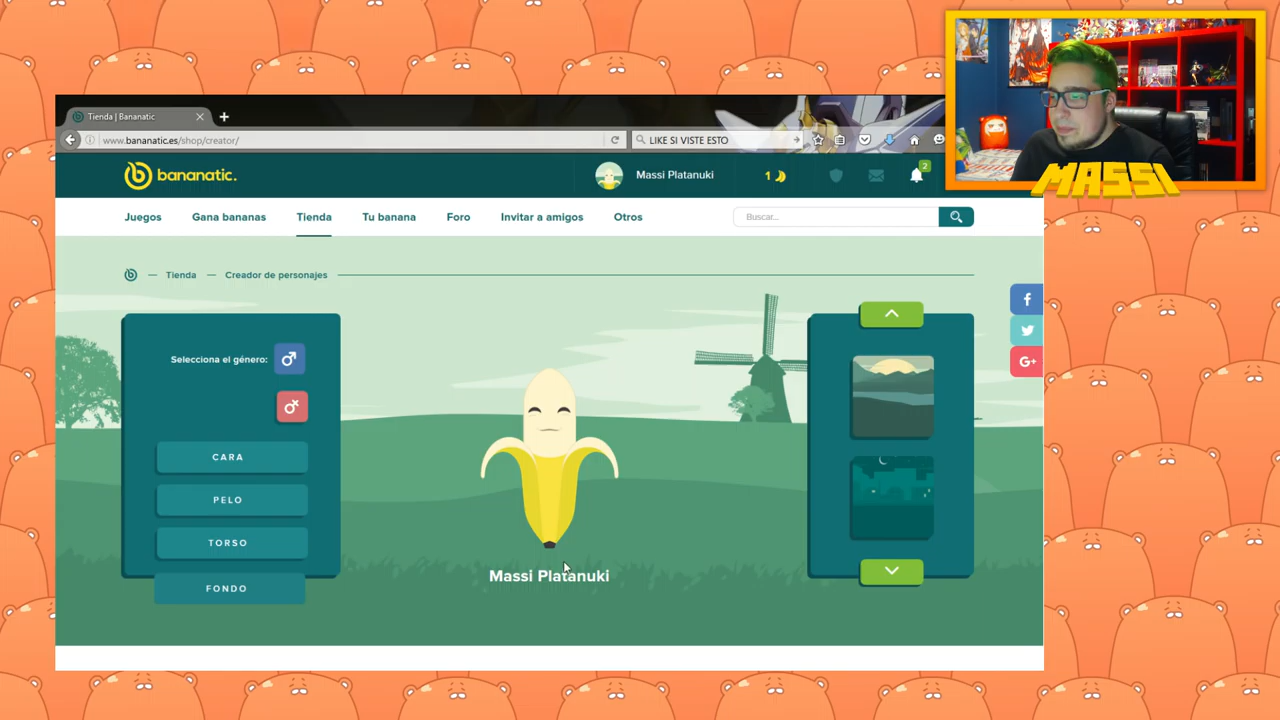 Tienda | Bananatic
www.bananatic.es/shop/creator/
LIKE SI VISTE ESTO
MASSI
bananatic.
Massi Platanuki
1
2
Juegos
Gana bananas
Tienda
Tu banana
Foro
Invitar a amigos
Otros
Buscar...
Tienda
Creador de personajes
Selecciona el género:
CARA
PELO
TORSO
FONDO
Massi Platanuki
f
G+